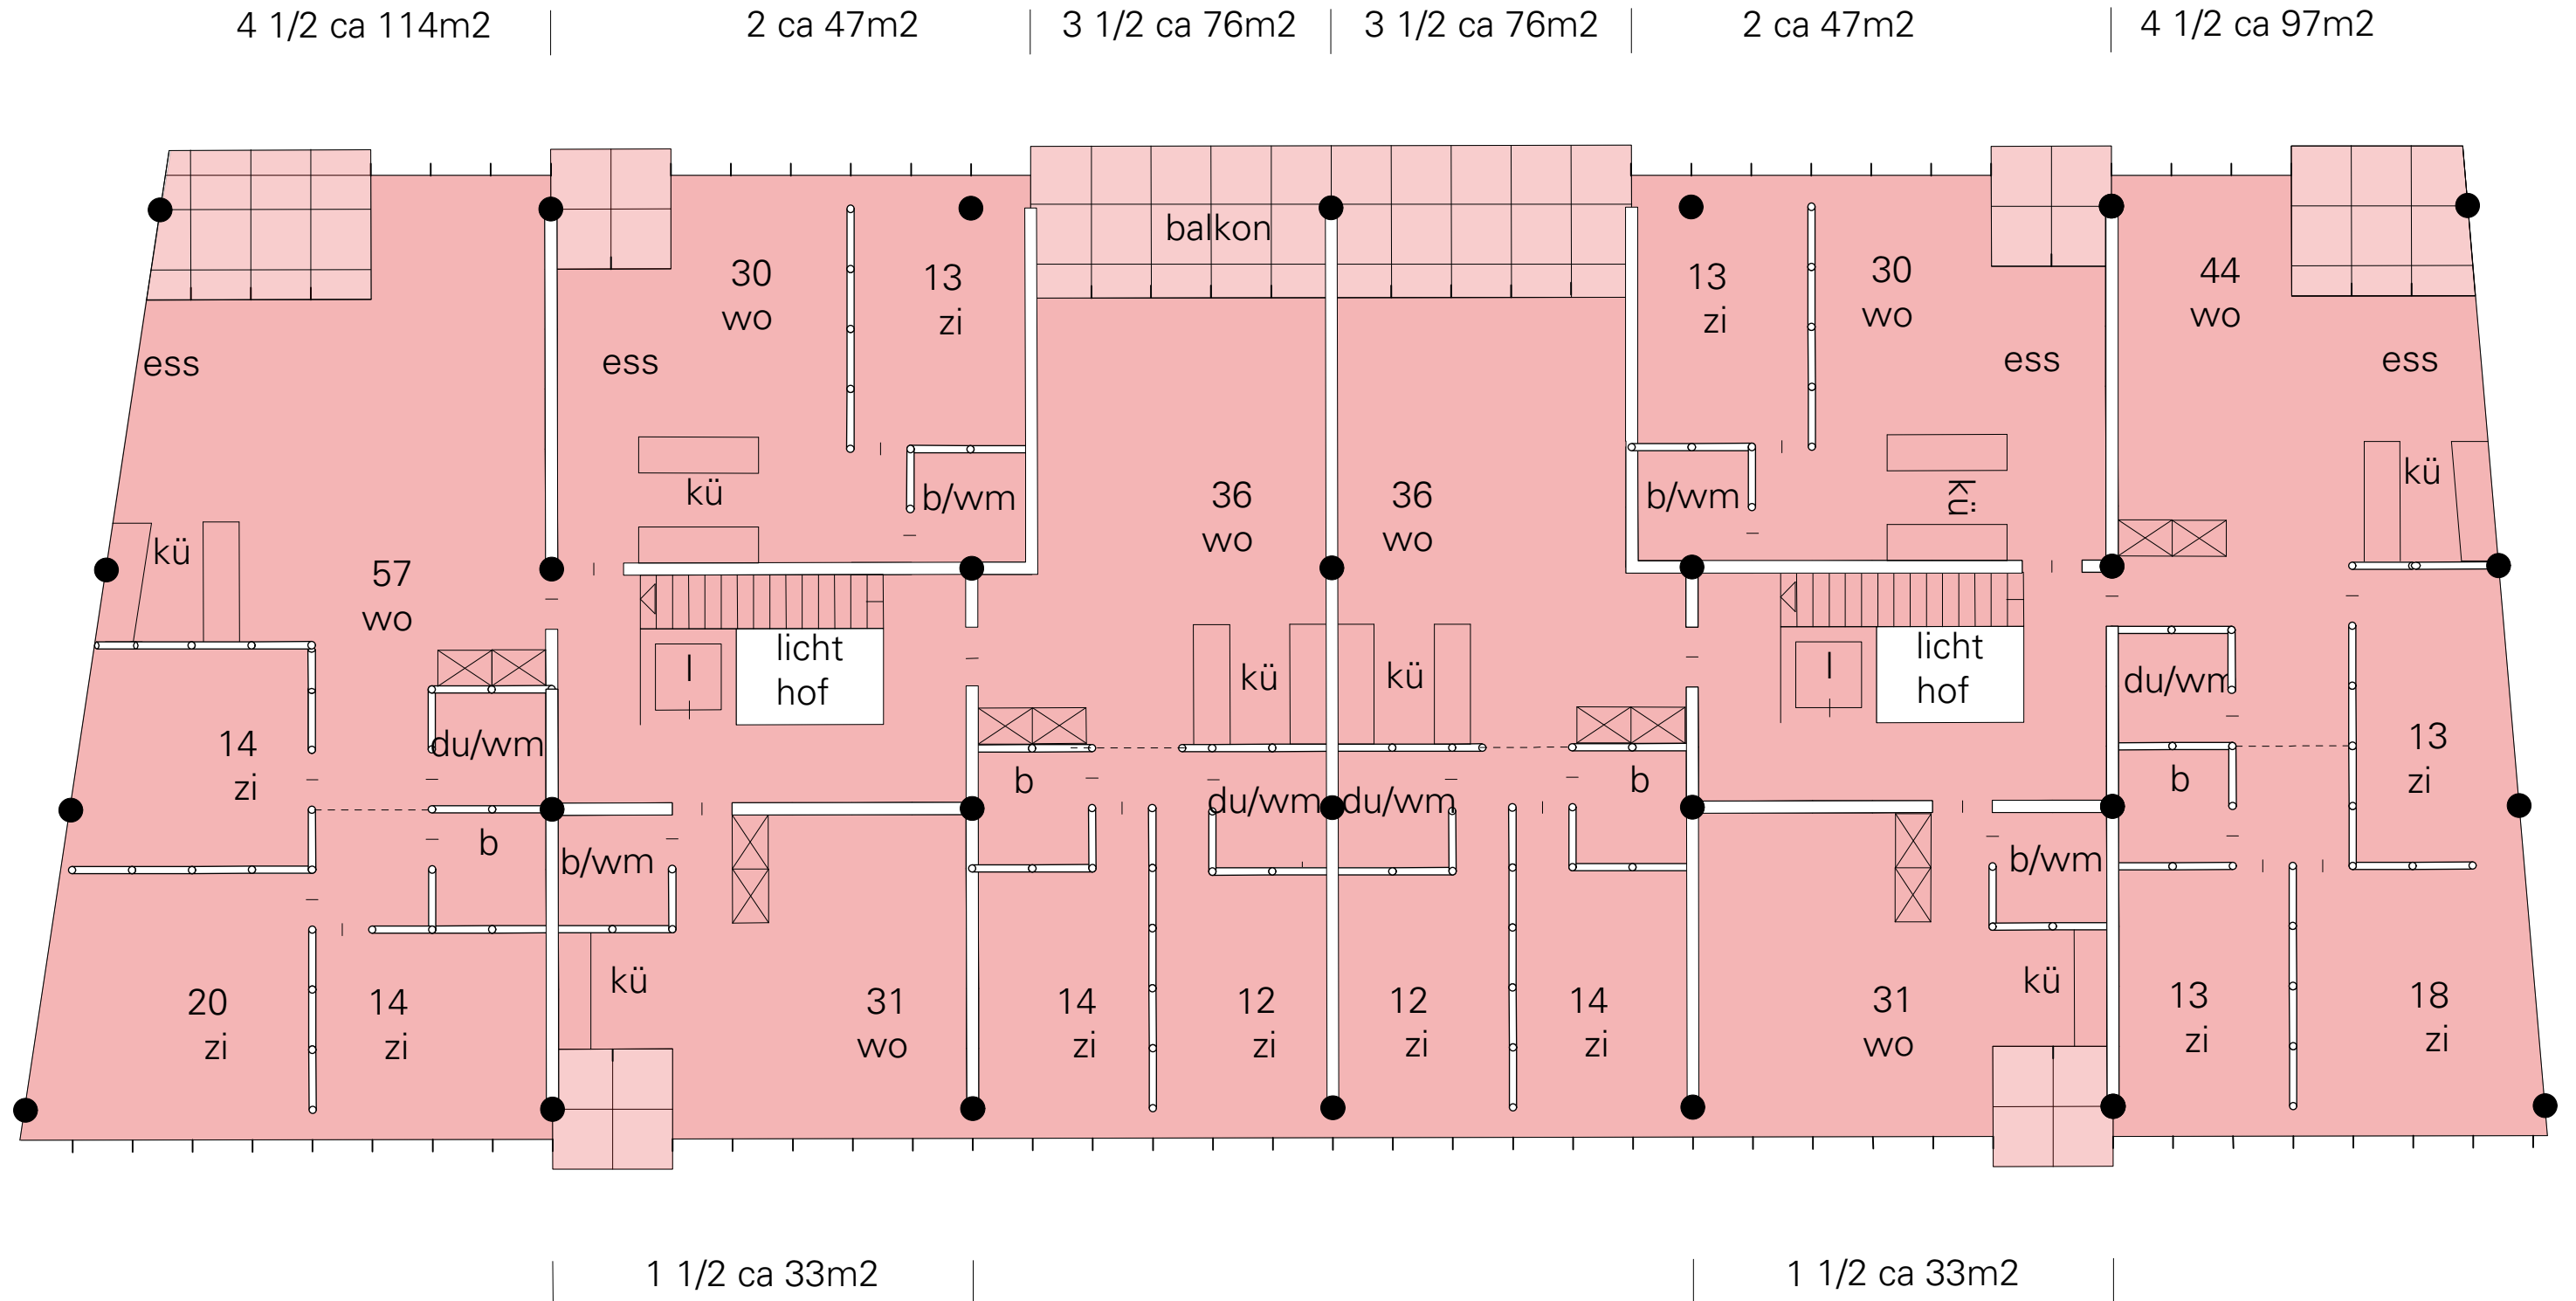 4 1/2 ca 114m2
2 ca 47m2
3 1/2 ca 76m2
3 1/2 ca 76m2
2 ca 47m2
4 1/2 ca 97m2
balkon
30
wo
13
zi
13
zi
30
wo
44
wo
ess
ess
ess
ess
kü
b/wm
36
wo
36
wo
b/wm
kü
kü
kü
57
wo
l
licht
hof
kü
kü
l
licht
hof
du/wm
14
zi
du/wm
b
du/wm
du/wm
b
b
13
zi
b
b/wm
b/wm
kü
kü
20
zi
14
zi
31
wo
14
zi
12
zi
12
zi
14
zi
31
wo
13
zi
18
zi
1 1/2 ca 33m2
1 1/2 ca 33m2